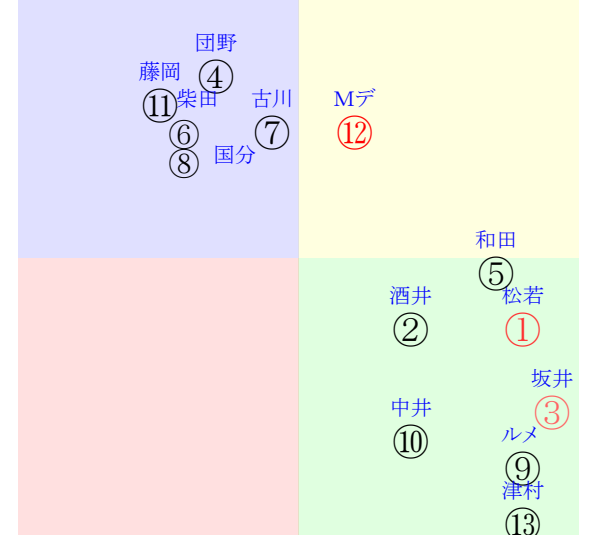 団野
④
藤岡
⑪
柴田
⑥
古川
⑦
Mデ
⑫
国分
⑧
和田
⑤
酒井
②
松若
①
坂井
③
中井
⑩
ルメ
⑨
津村
⑬